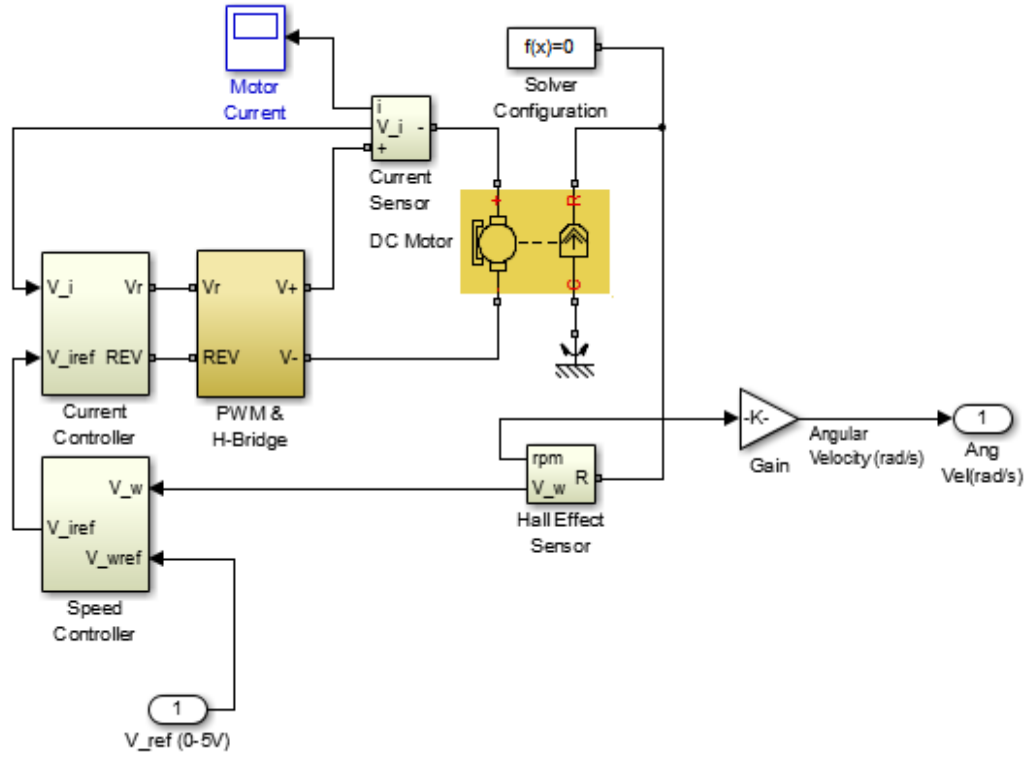 f(x)=0
Motor
Current
Solver
Configuration
i
V_i
-
+
Current
Sensor
+
R
DC Motor
-
C
V_i
Vr
V_iref
REV
Current
Controller
Vr
V+
REV
V-
PWM &
H-Bridge
-K-
Gain
Angular
Velocity (rad/s)
1
Ang
Vel(rad/s)
rpm
V_w
R
Hall Effect
Sensor
V_w
V_iref
V_wref
Speed
Controller
1
V_ref (0-5V)